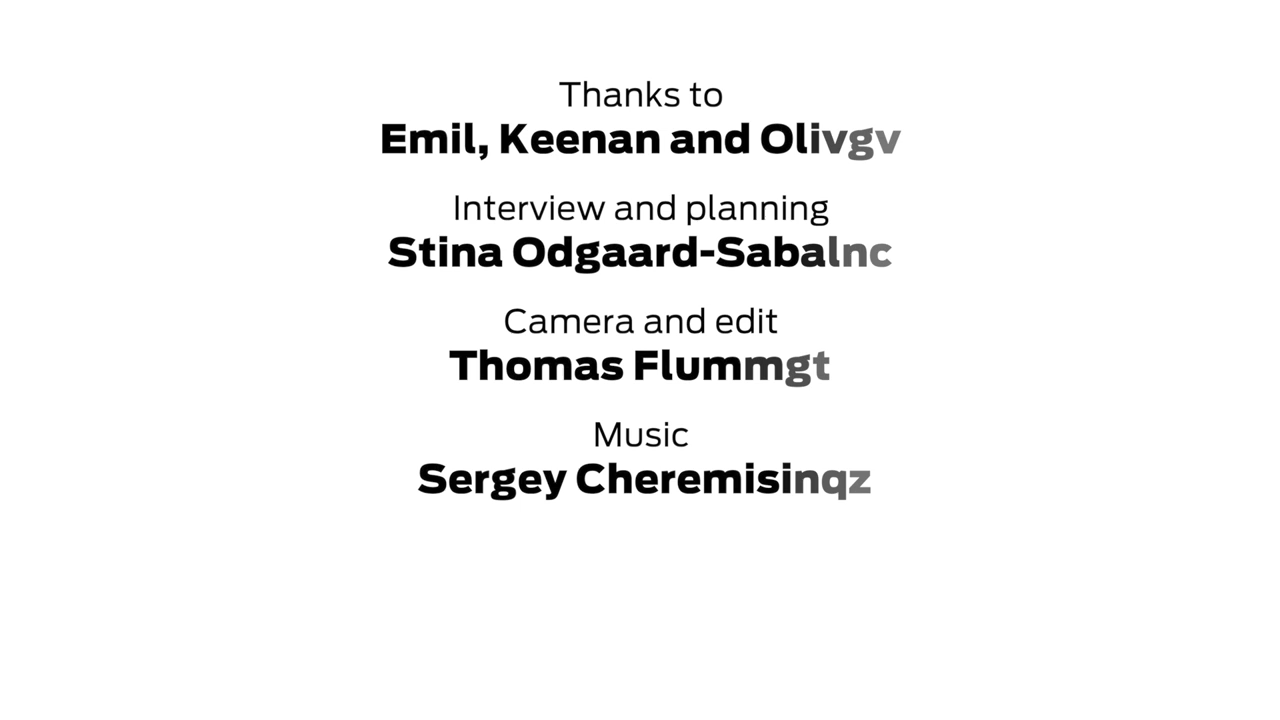 Thanks to
Emil, Keenan and Olivgv
Interview and planning
Stina Odgaard-Sabalnc
Camera and edit
Thomas Flummgt
Music
Sergey Cheremisinqz